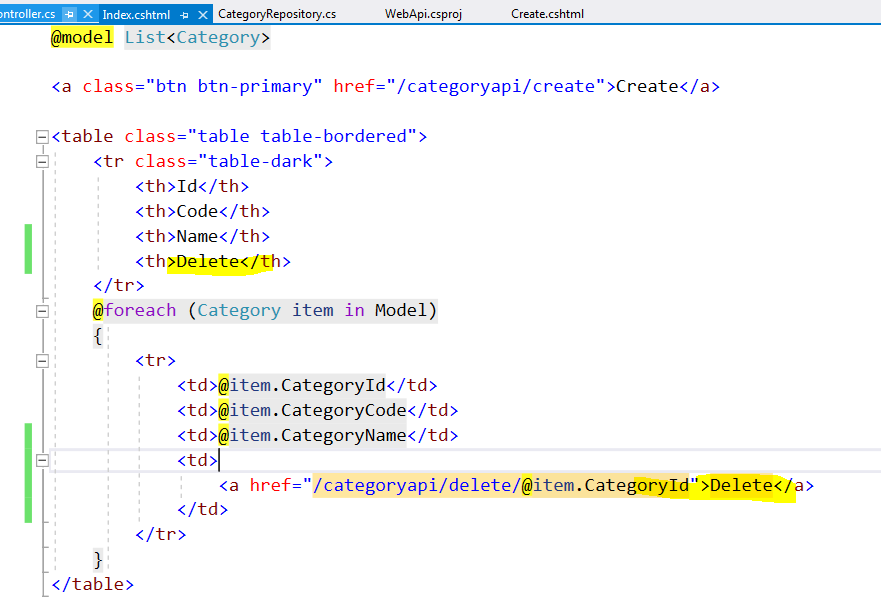 ontroller.cs Index.cshtml CategoryRepository.cs WebApi.csproj Create.cshtml
@model List<Category>
<a class="btn btn-primary" href="/categoryapi/create">Create</a>
<table class="table table-bordered">
<tr class="table-dark">
<th>Id</th>
<th>Code</th>
<th>Name</th>
<th>Delete</th>
</tr>
@foreach (Category item in Model)
{
<tr>
<td>@item.CategoryId</td>
<td>@item.CategoryCode</td>
<td>@item.CategoryName</td>
<td>
<a href="/categoryapi/delete/@item.CategoryId">Delete</a>
</td>
</tr>
}
</table>